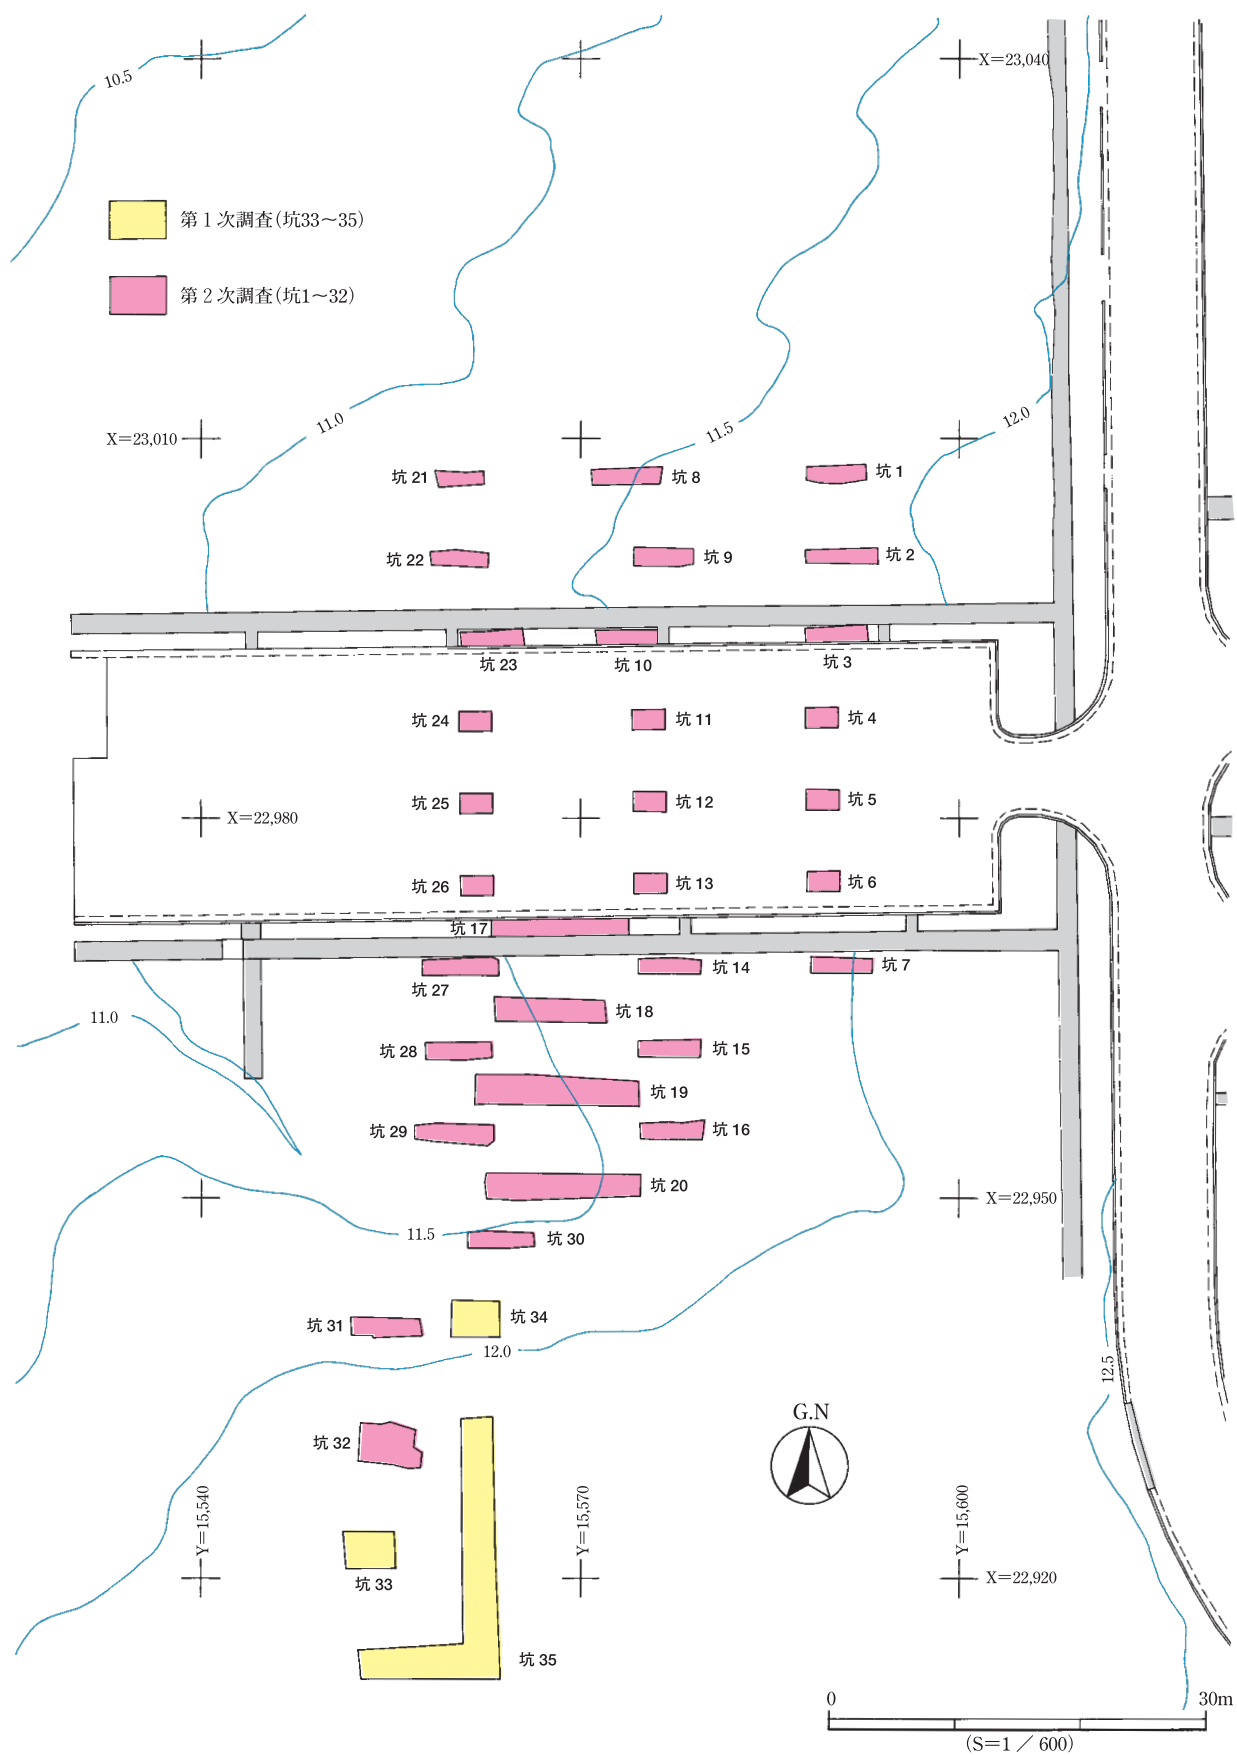 X=23,040
10.5
第1次調査(坑33～35)
第2次調査(坑1～32)
11.0
11.5
12.0
X=23,010
坑 21
坑 8
坑 1
坑 22
坑 9
坑 2
坑 23
坑 10
坑 3
坑 24
坑 11
坑 4
坑 25
坑 12
坑 5
X=22,980
坑 26
坑 13
坑 6
坑 17
坑 27
坑 14
坑 7
11.0
坑 18
坑 28
坑 15
坑 19
坑 29
坑 16
坑 20
X=22,950
11.5
坑 30
坑 31
坑 34
12.0
12.5
G.N
坑 32
Y=15,540
Y=15,570
Y=15,600
坑 33
X=22,920
坑 35
0
30m
(S=1／600)